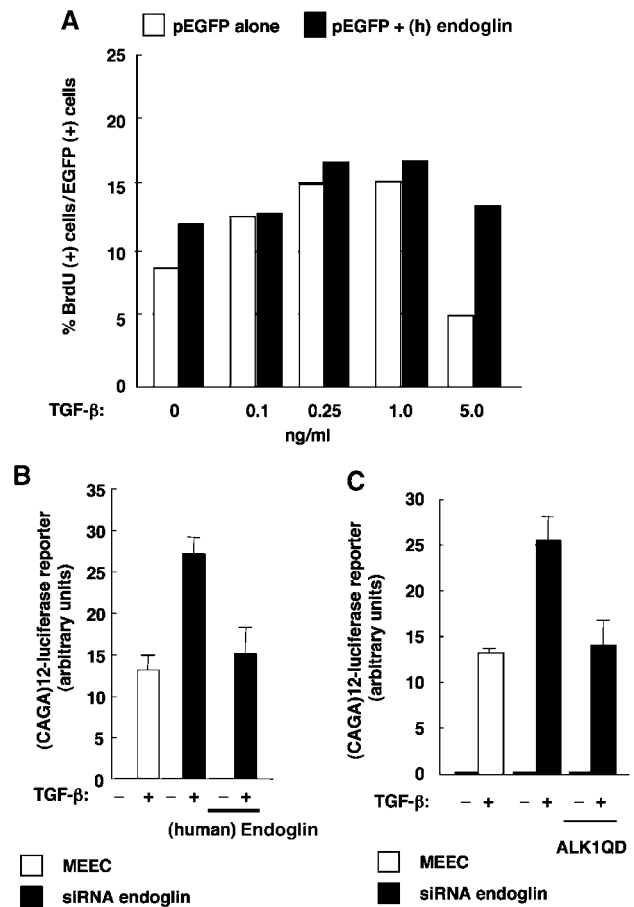 A
pEGFP alone
pEGFP + (h) endoglin
% BrdU (+) cells/EGFP (+) cells
25
20
15
10
5
0
TGF-β: 0 0.1 0.25 1.0 5.0
ng/ml
B
(CAGA)12-luciferase reporter
(arbitrary units)
35
30
25
20
15
10
5
0
TGF-β: – + – + – +
(human) Endoglin
MEEC
siRNA endoglin
C
(CAGA)12-luciferase reporter
(arbitrary units)
30
25
20
15
10
5
0
TGF-β: – + – + – +
ALK1QD
MEEC
siRNA endoglin